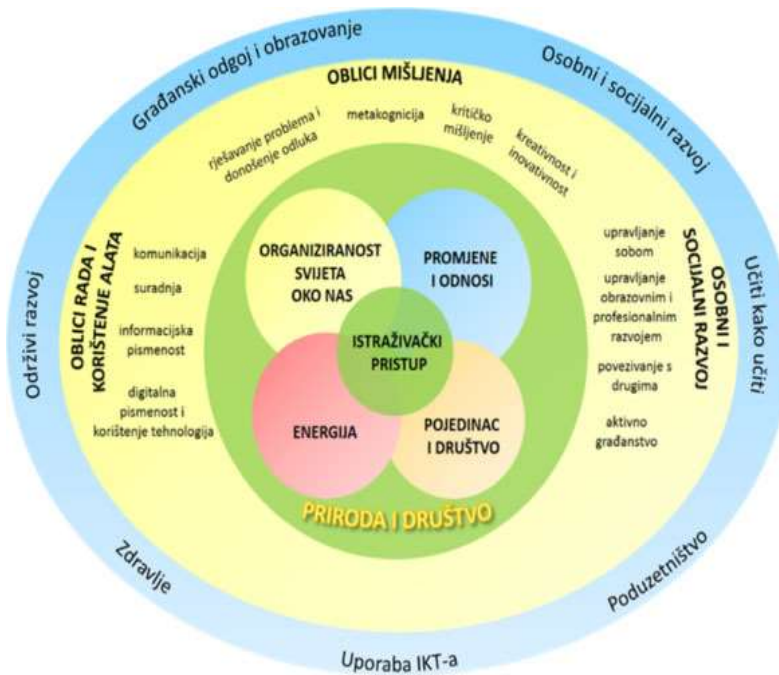 Građanski odgoj i obrazovanje
Osobni i socijalni razvoj
Učiti kako učiti
Poduzetništvo
Uporaba IKT-a
Zdravlje
Održivi razvoj
OBLICI MIŠLJENJA
rješavanje problema i
donošenje odluka
metakognicija
kritičko
mišljenje
kreativnost i
inovativnost
OBLICI RADA I
KORIŠTENJE ALATA
komunikacija
suradnja
informacijska
pismenost
digitalna
pismenost i
korištenje tehnologija
OSOBNI I
SOCIJALNI RAZVOJ
upravljanje
sobom
upravljanje
obrazovnim i
profesionalnim
razvojem
povezivanje s
drugima
aktivno
građanstvo
ORGANIZIRANOST
SVIJETA
OKO NAS
PROMJENE
I ODNOSI
ISTRAŽIVAČKI
PRISTUP
ENERGIJA
POJEDINAC
I DRUŠTVO
PRIRODA I DRUŠTVO